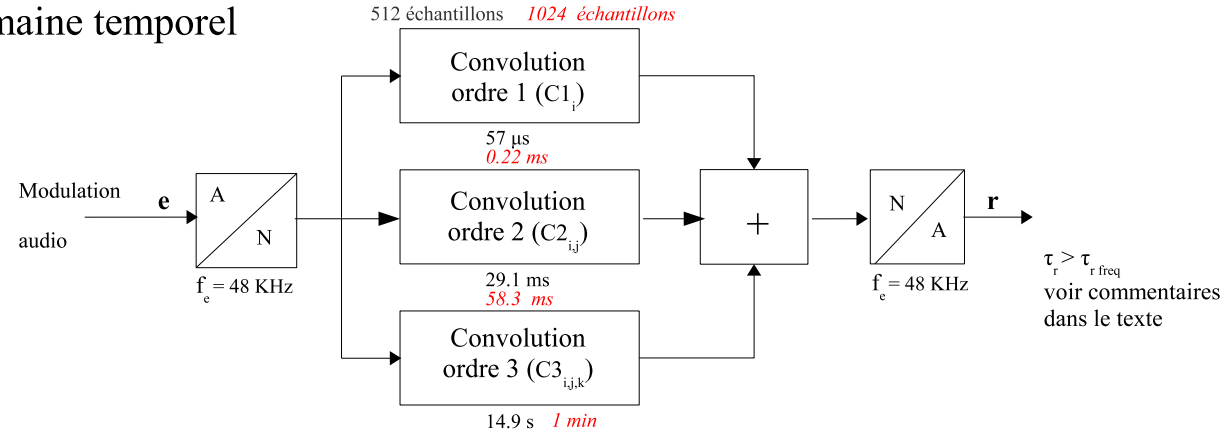 maine temporel
512 échantillons 1024 échantillons
Convolution
ordre 1 (C1i)
57 µs
0.22 ms
Modulation
audio
e
A
N
fe = 48 KHz
Convolution
ordre 2 (C2i,j)
29.1 ms
58.3 ms
+
N
A
fe = 48 KHz
r
τr > τr freq
voir commentaires
dans le texte
Convolution
ordre 3 (C3i,j,k)
14.9 s 1 min